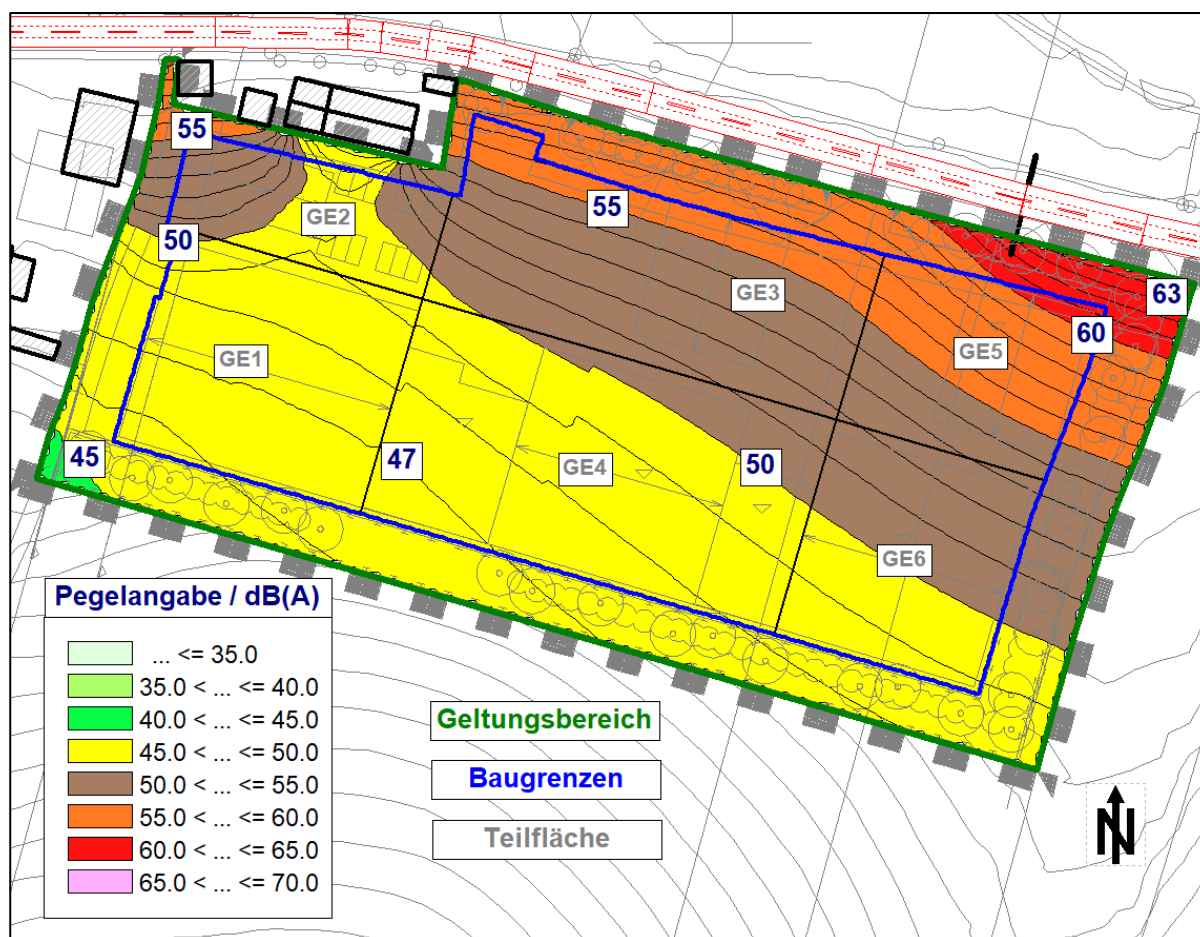 55
50
GE2
55
GE3
63
60
GE5
GE1
45
47
GE4
50
GE6
Pegelangabe / dB(A)
... <= 35.0
35.0 < ... <= 40.0
40.0 < ... <= 45.0
45.0 < ... <= 50.0
50.0 < ... <= 55.0
55.0 < ... <= 60.0
60.0 < ... <= 65.0
65.0 < ... <= 70.0
Geltungsbereich
Baugrenzen
Teilfläche
N